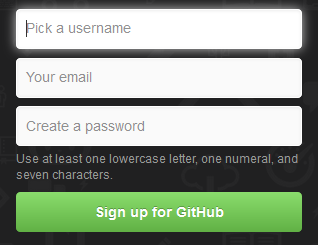 Pick a username
Your email
Create a password
Use at least one lowercase letter, one numeral, and
seven characters.
Sign up for GitHub